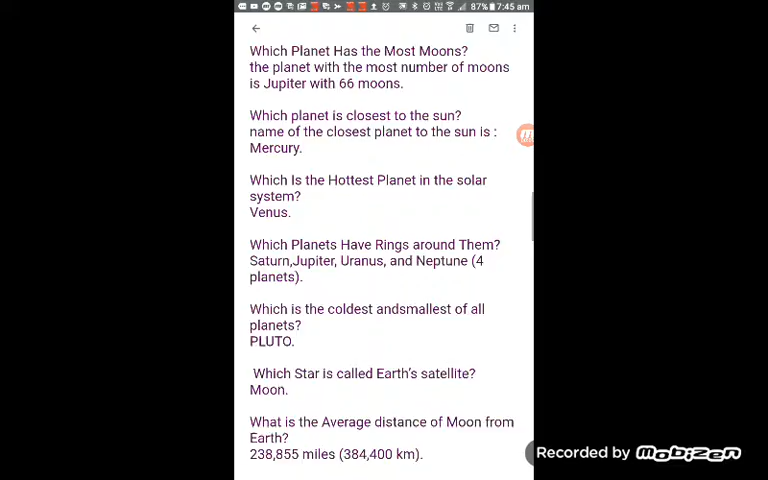 87% 7:45 am
Which Planet Has the Most Moons?
the planet with the most number of moons
is Jupiter with 66 moons.
Which planet is closest to the sun?
name of the closest planet to the sun is :
Mercury.
Which Is the Hottest Planet in the solar
system?
Venus.
Which Planets Have Rings around Them?
Saturn,Jupiter, Uranus, and Neptune (4
planets).
Which is the coldest andsmallest of all
planets?
PLUTO.
Which Star is called Earth's satellite?
Moon.
What is the Average distance of Moon from
Earth?
238,855 miles (384,400 km).
Recorded by Mobizen